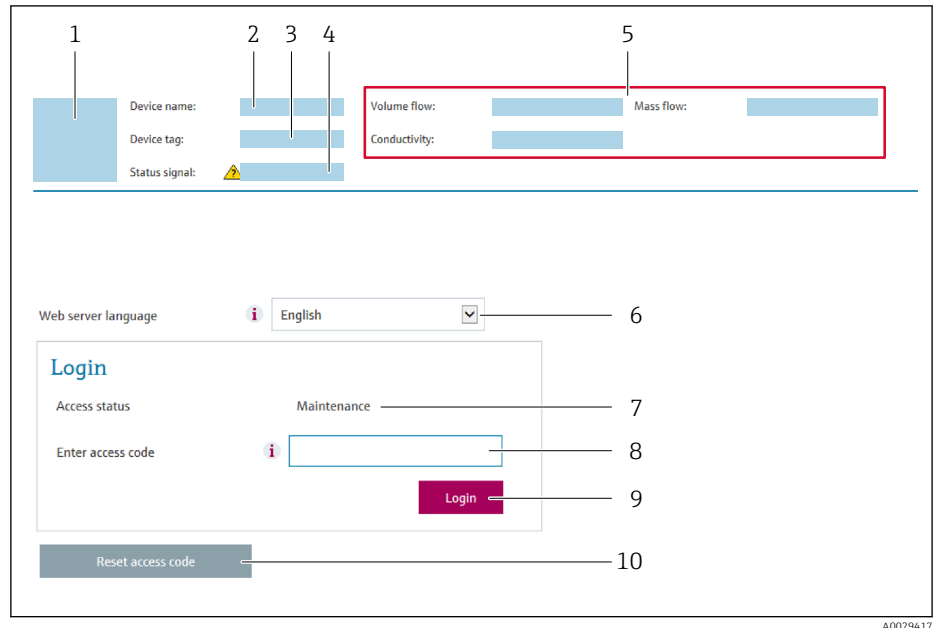 1 2 3 4 5
Device name: Volume flow: Mass flow:
Device tag: Conductivity:
Status signal: ?
Web server language i English 6
Login
Access status Maintenance 7
Enter access code i 8
Login 9
Reset access code 10
A0029417